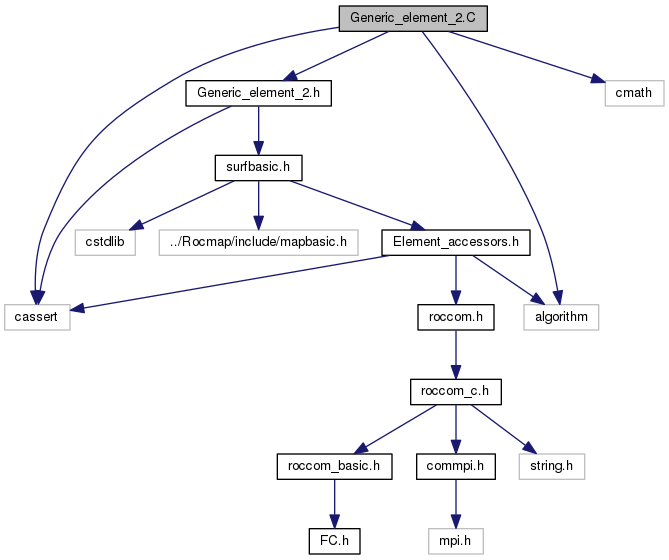 Generic_element_2.C
Generic_element_2.h
cmath
surfbasic.h
cstdlib
../Rocmap/include/mapbasic.h
Element_accessors.h
cassert
roccom.h
algorithm
roccom_c.h
roccom_basic.h
commpi.h
string.h
FC.h
mpi.h